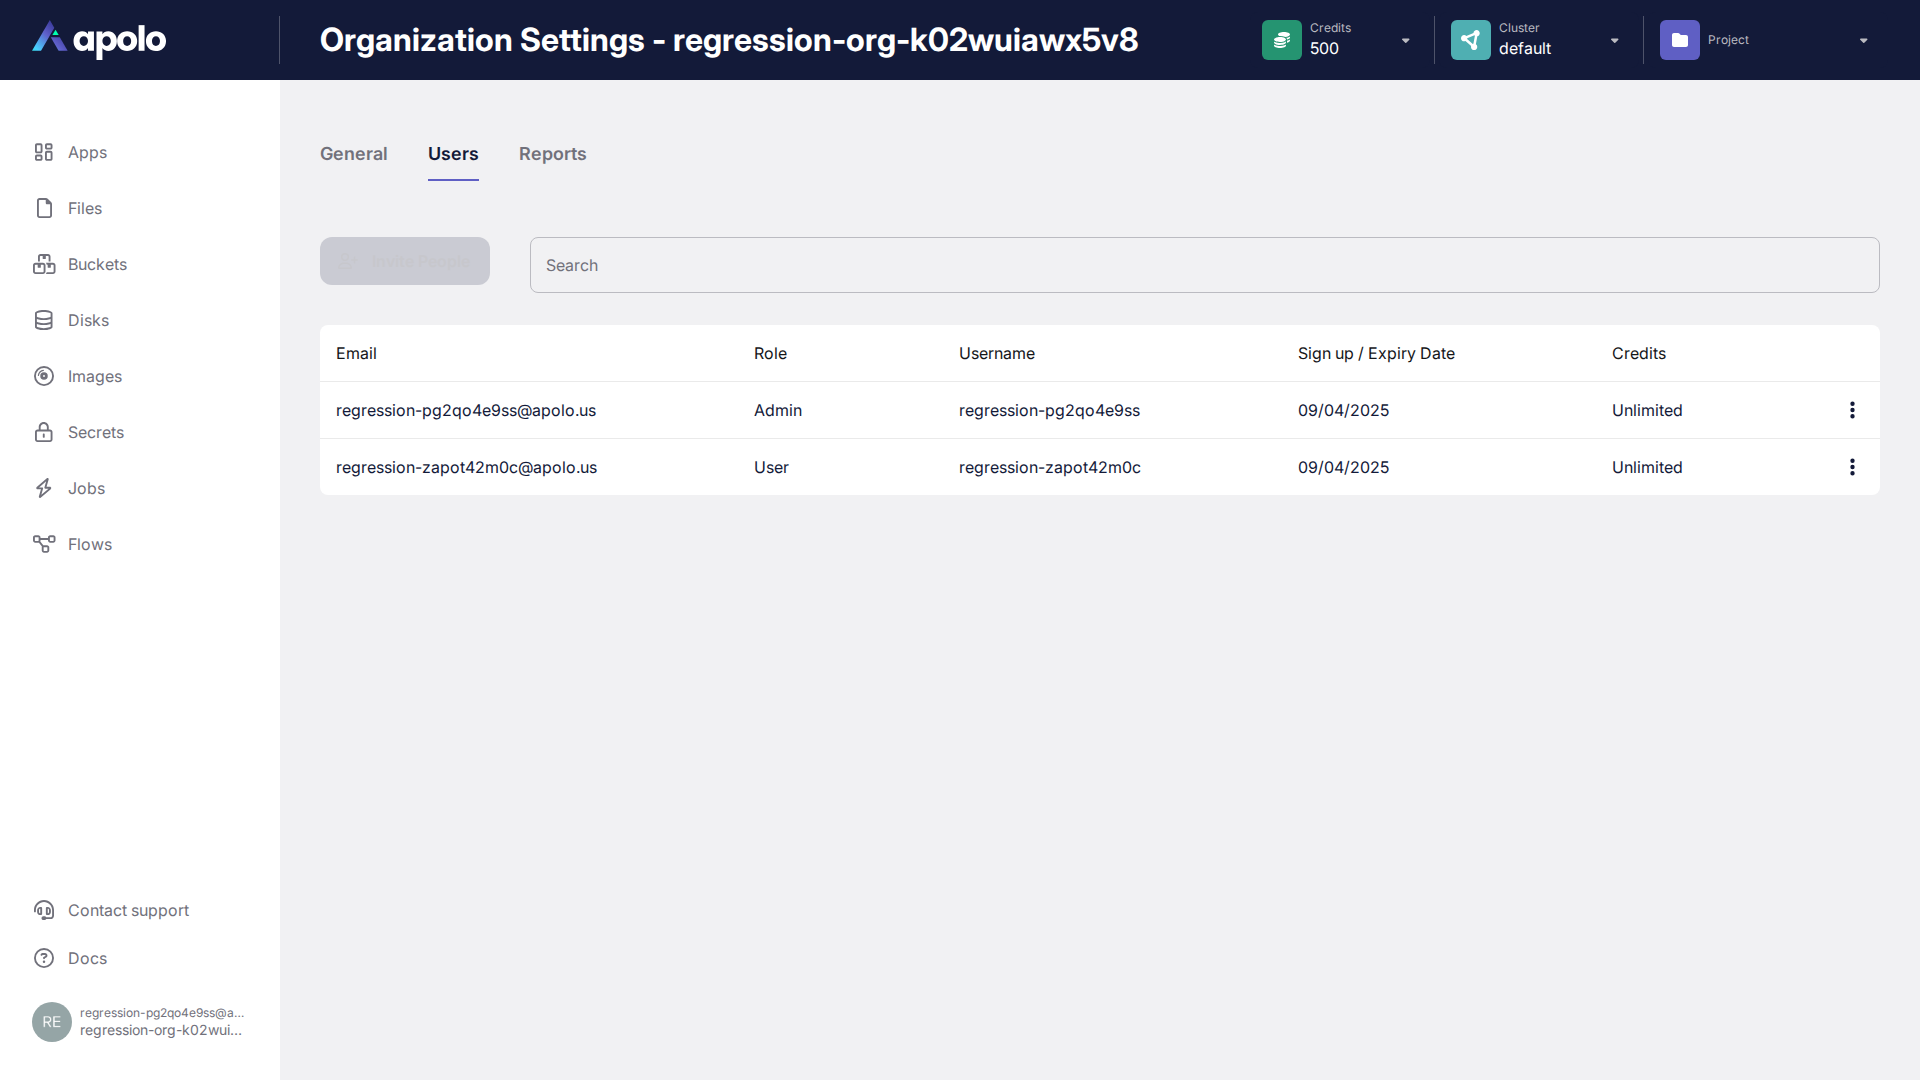 apolo
Organization Settings - regression-org-k02wuiawx5v8
Credits
500
Cluster
default
Project
Apps
Files
Buckets
Disks
Images
Secrets
Jobs
Flows
General Users Reports
Invite People
Search
Email Role Username Sign up / Expiry Date Credits
regression-pg2qo4e9ss@apolo.us Admin regression-pg2qo4e9ss 09/04/2025 Unlimited
regression-zapot42m0c@apolo.us User regression-zapot42m0c 09/04/2025 Unlimited
Contact support
Docs
RE
regression-pg2qo4e9ss@a...
regression-org-k02wui...